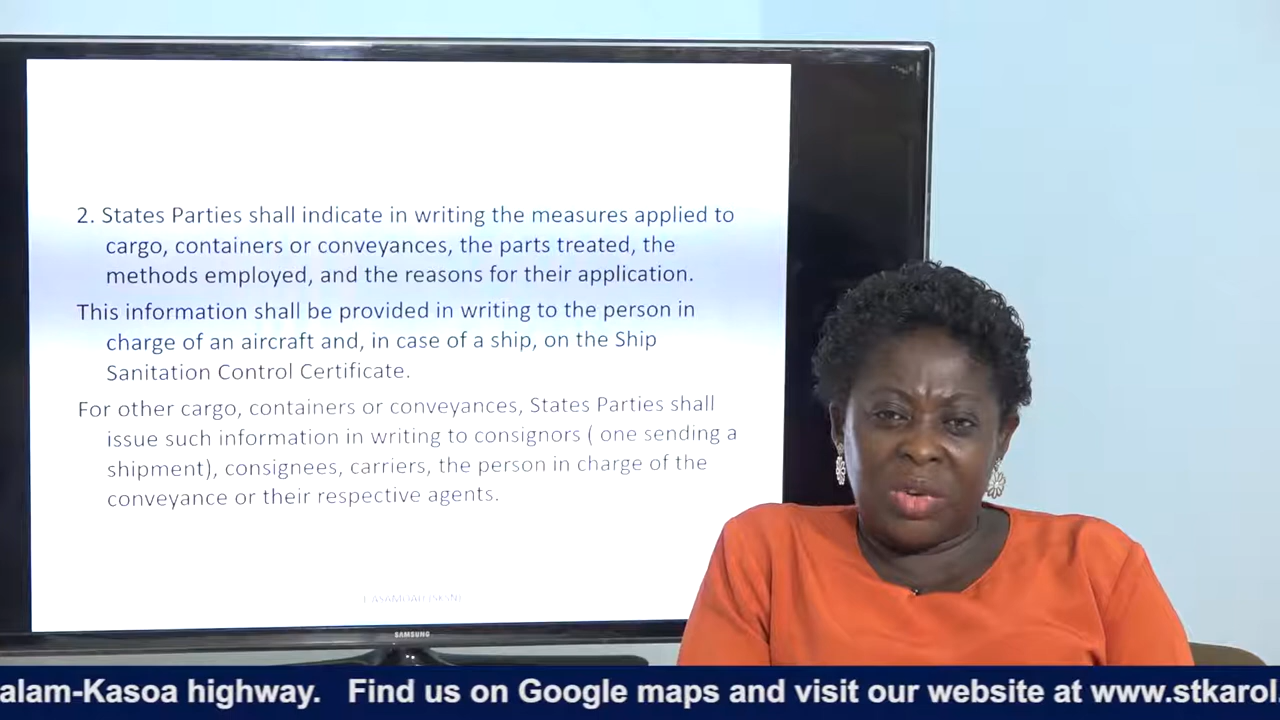 2. States Parties shall indicate in writing the measures applied to
cargo, containers or conveyances, the parts treated, the
methods employed, and the reasons for their application.
This information shall be provided in writing to the person in
charge of an aircraft and, in case of a ship, on the Ship
Sanitation Control Certificate.
For other cargo, containers or conveyances, States Parties shall
issue such information in writing to consignors ( one sending a
shipment), consignees, carriers, the person in charge of the
conveyance or their respective agents.
SAMSUNG
alam-Kasoa highway. Find us on Google maps and visit our website at www.stkarol